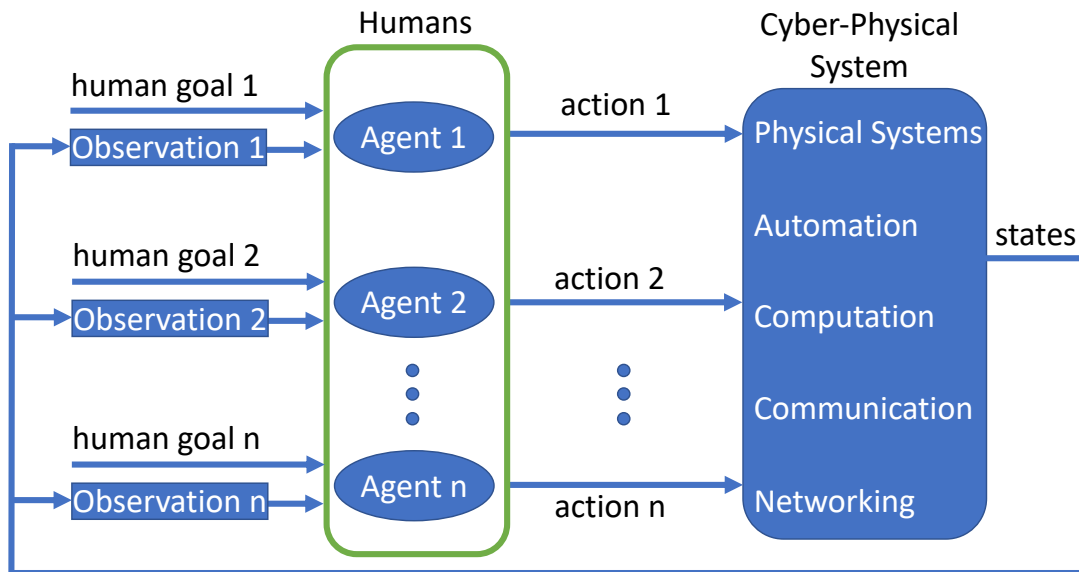 Humans
Cyber-Physical
System
human goal 1
Observation 1
Agent 1
action 1
Physical Systems
Automation
states
human goal 2
Observation 2
Agent 2
action 2
Computation
Communication
human goal n
Observation n
Agent n
action n
Networking